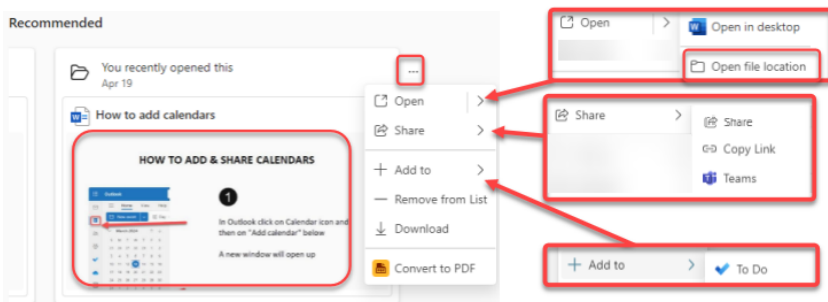 Recommended
You recently opened this
Apr 19
...
How to add calendars
HOW TO ADD & SHARE CALENDARS
Outlook
March 2024
1
In Outlook click on Calendar icon and
then on "Add calendar" below
A new window will open up
Open
Share
Add to
Remove from List
Download
Convert to PDF
Open
Open in desktop
Open file location
Share
Share
Copy Link
Teams
Add to
To Do